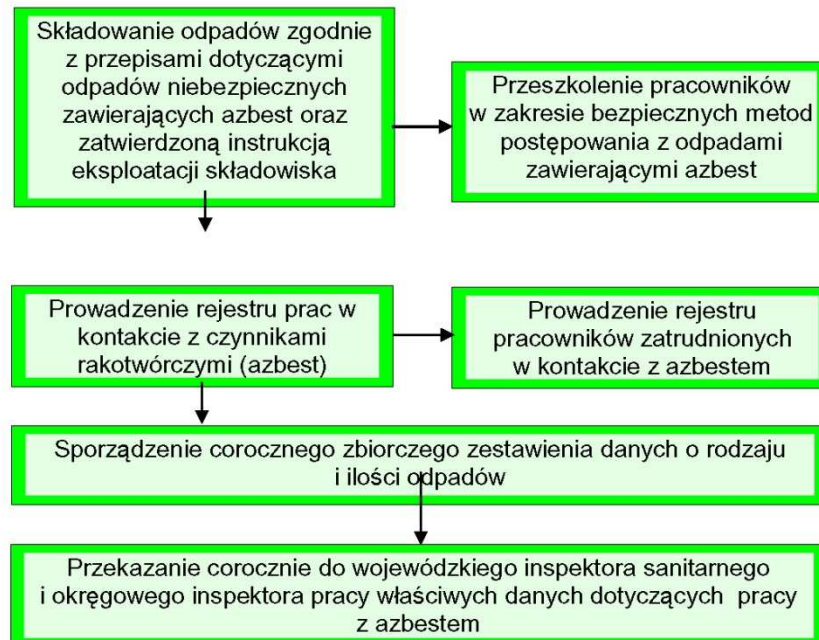 Składowanie odpadów zgodnie
z przepisami dotyczącymi
odpadów niebezpiecznych
zawierających azbest oraz
zatwierdzoną instrukcją
eksploatacji składowiska
Przeszkolenie pracowników
w zakresie bezpiecznych metod
postępowania z odpadami
zawierającymi azbest
Prowadzenie rejestru prac w
kontakcie z czynnikami
rakotwórczymi (azbest)
Prowadzenie rejestru
pracowników zatrudnionych
w kontakcie z azbestem
Sporządzenie corocznego zbiorczego zestawienia danych o rodzaju
i ilości odpadów
Przekazanie corocznie do wojewódzkiego inspektora sanitarnego
i okręgowego inspektora pracy właściwych danych dotyczących pracy
z azbestem